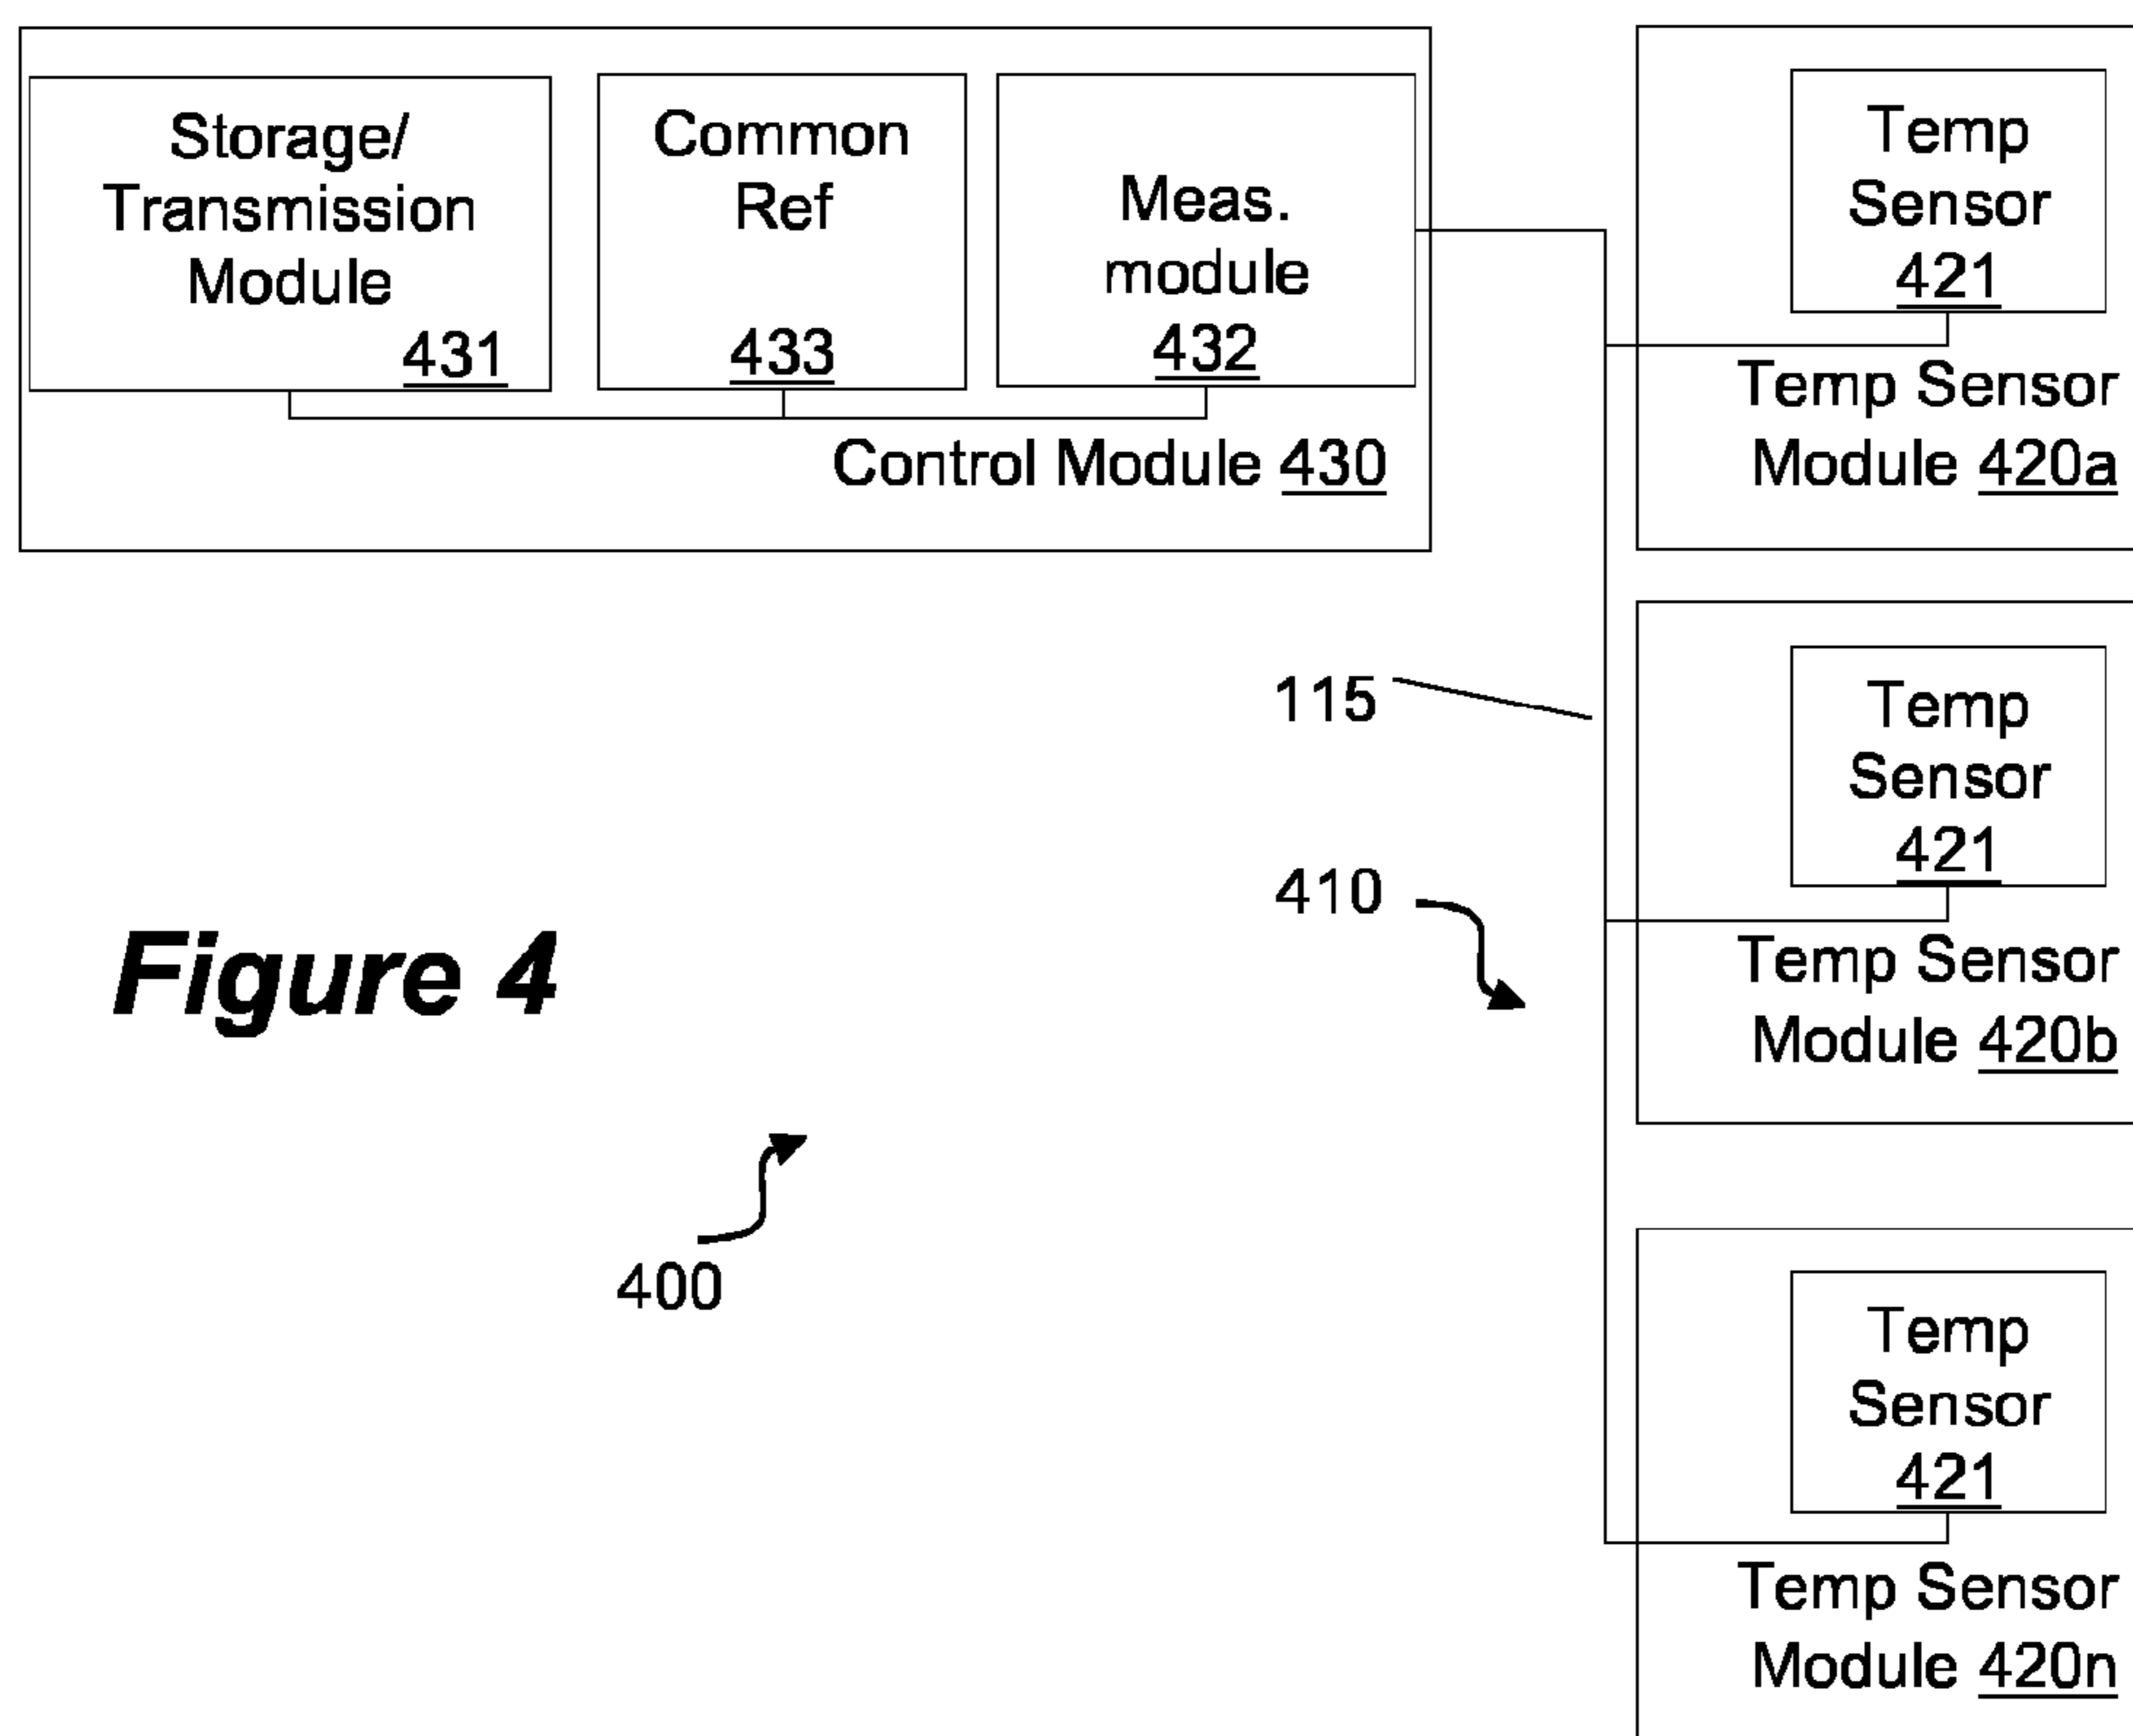 Storage/
Transmission
Module
431
Common
Ref
433
Meas.
module
432
Control Module 430
Temp
Sensor
421
Temp Sensor
Module 420a
115
Temp
Sensor
421
Temp Sensor
Module 420b
410
Figure 4
400
Temp
Sensor
421
Temp Sensor
Module 420n